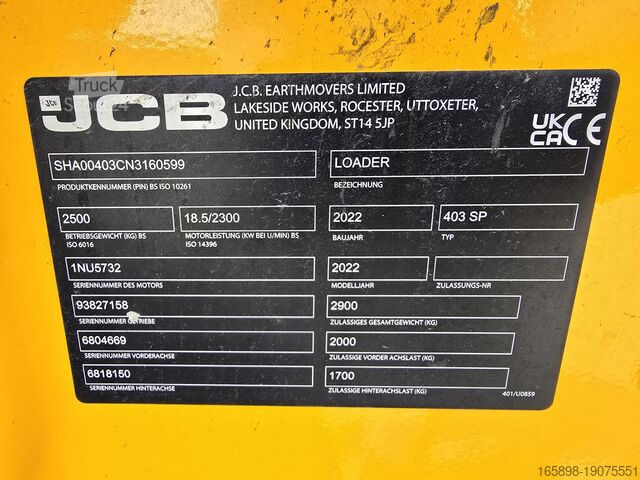 JCB
J.C.B. EARTHMOVERS LIMITED
LAKESIDE WORKS, ROCESTER, UTTOXETER,
UNITED KINGDOM, ST14 5JP
UK
CA CE
SHA00403CN3160599
PRODUKTKENNUMMER (PIN) BS ISO 10261
LOADER
BEZEICHNUNG
2500
BETRIEBSGEWICHT (KG) BS
ISO 6016
18.5/2300
MOTORLEISTUNG (KW BEI U/MIN) BS
ISO 14396
2022
BAUJAHR
403 SP
TYP
1NU5732
SERIENNUMMER DES MOTORS
2022
MODELLJAHR
ZULASSUNGS-NR
93827158
SERIENNUMMER GETRIEBE
2900
ZULASSIGES GESAMTGEWICHT (KG)
6804669
SERIENNUMMER VORDERACHSE
2000
ZULASSIGE VORDER ACHSLAST (KG)
6818150
SERIENNUMMER HINTERACHSE
1700
ZULASSIGE HINTERACHSLAST (KG)
401/U0859
Truck
165898-19075551